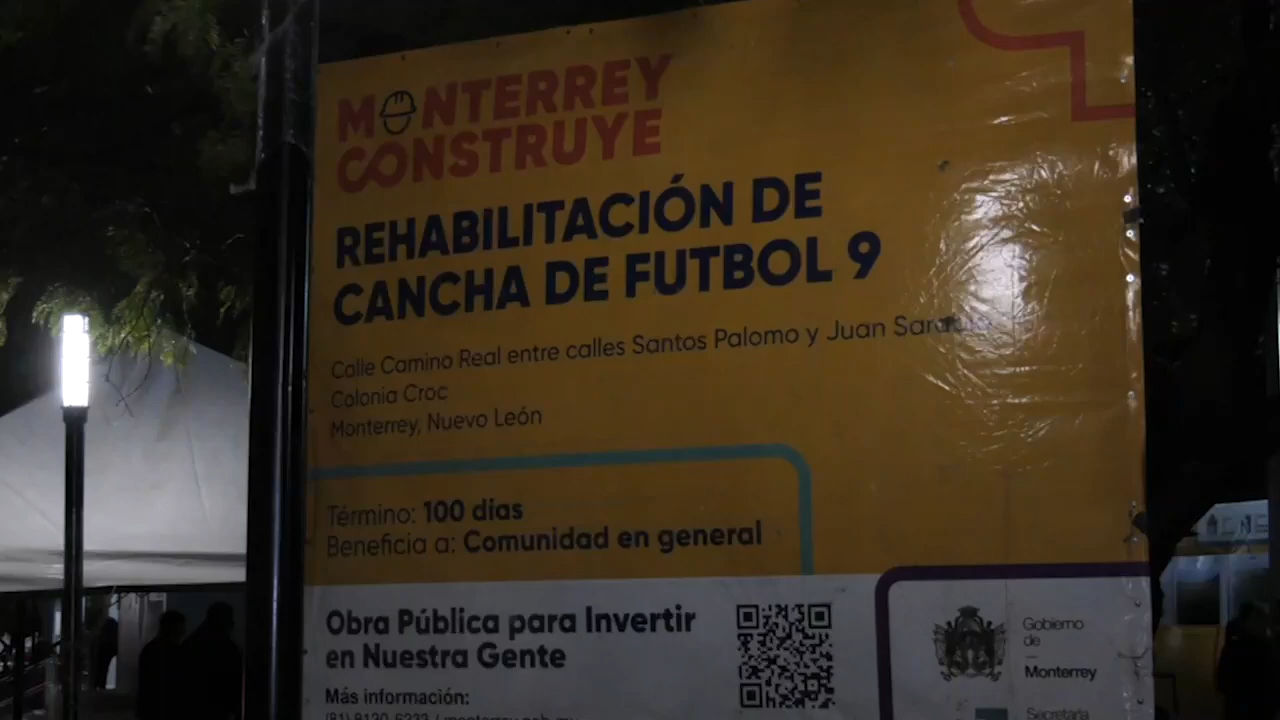 MONTERREY
CONSTRUYE
REHABILITACIÓN DE
CANCHA DE FUTBOL 9
Calle Camino Real entre calles Santos Palomo y Juan
Colonia Croc
Monterrey, Nuevo León
Término: 100 dias
Beneficia a: Comunidad en general
Obra Pública para Invertir
en Nuestra Gente
Más información:
Gobierno
de
Monterrey
Secretaría